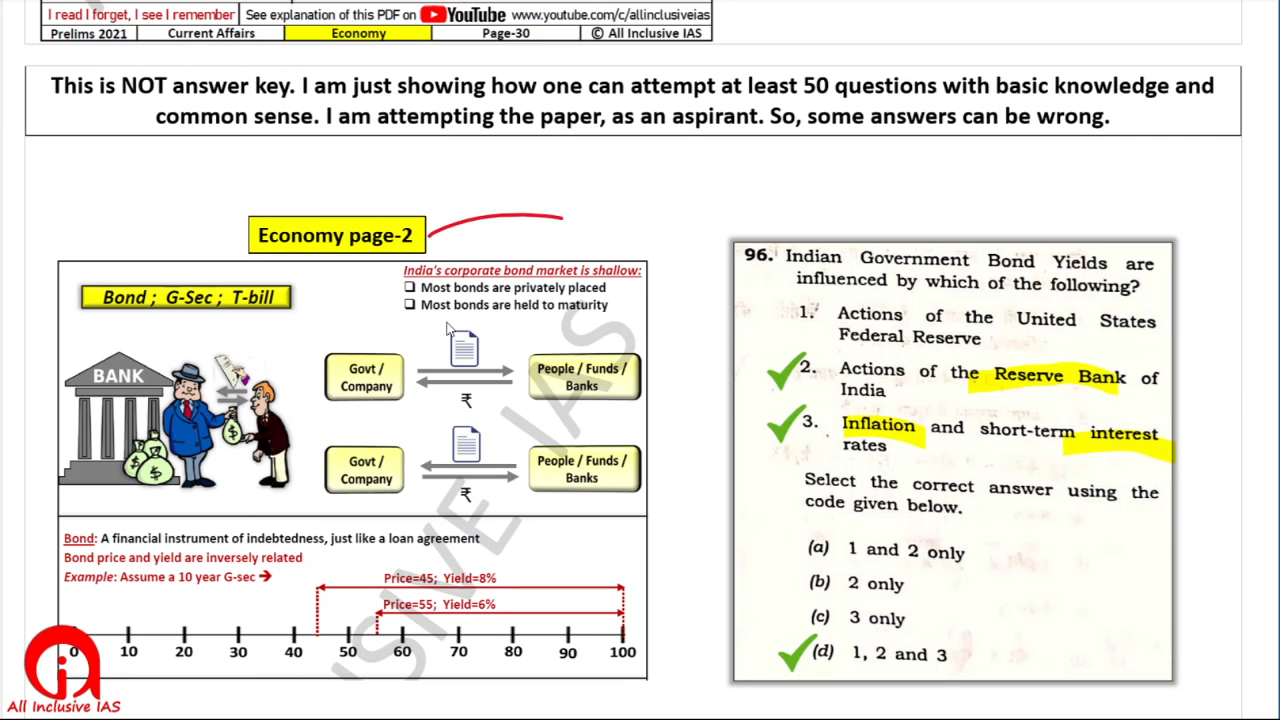 I read I forget, I see I remember See explanation of this PDF on YouTube www.youtube.com/c/allinclusiveias
Prelims 2021 Current Affairs Economy Page-30 © All Inclusive IAS
This is NOT answer key. I am just showing how one can attempt at least 50 questions with basic knowledge and
common sense. I am attempting the paper, as an aspirant. So, some answers can be wrong.
Economy page-2
Bond ; G-Sec ; T-bill
India's corporate bond market is shallow:
❑ Most bonds are privately placed
❑ Most bonds are held to maturity
BANK
Govt /
Company
₹
People / Funds /
Banks
Govt /
Company
₹
People / Funds /
Banks
Bond: A financial instrument of indebtedness, just like a loan agreement
Bond price and yield are inversely related
Example: Assume a 10 year G-sec ➔
Price=45; Yield=8%
Price=55; Yield=6%
0 10 20 30 40 50 60 70 80 90 100
SIVE IAS
All Inclusive IAS
96. Indian Government Bond Yields are
influenced by which of the following?
1. Actions of the United States
Federal Reserve
2. Actions of the Reserve Bank of
India
3. Inflation and short-term interest
rates
Select the correct answer using the
code given below.
(a) 1 and 2 only
(b) 2 only
(c) 3 only
(d) 1, 2 and 3